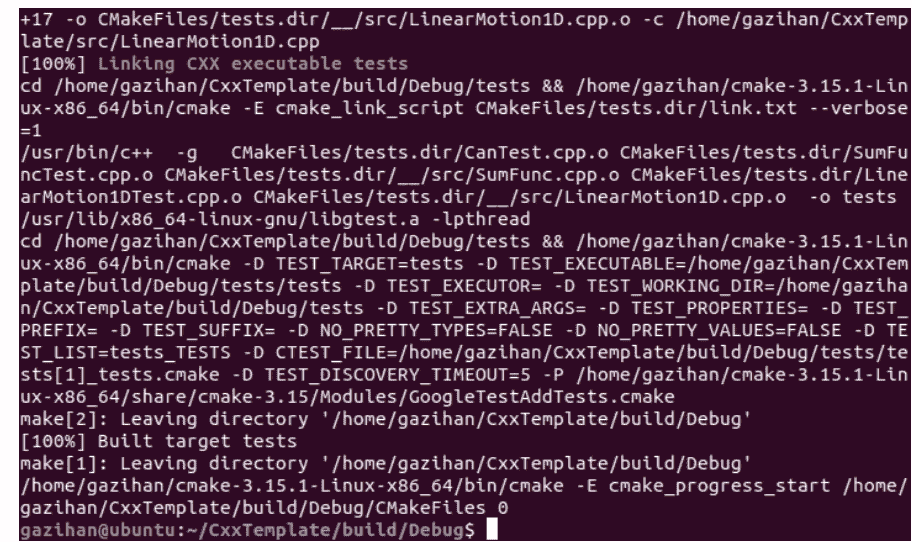 +17 -o CMakeFiles/tests.dir/__/src/LinearMotion1D.cpp.o -c /home/gazihan/CxxTemp
late/src/LinearMotion1D.cpp
[100%] Linking CXX executable tests
cd /home/gazihan/CxxTemplate/build/Debug/tests && /home/gazihan/cmake-3.15.1-Lin
ux-x86_64/bin/cmake -E cmake_link_script CMakeFiles/tests.dir/link.txt --verbose
=1
/usr/bin/c++  -g   CMakeFiles/tests.dir/CanTest.cpp.o CMakeFiles/tests.dir/SumFu
ncTest.cpp.o CMakeFiles/tests.dir/__/src/SumFunc.cpp.o CMakeFiles/tests.dir/Line
arMotion1DTest.cpp.o CMakeFiles/tests.dir/__/src/LinearMotion1D.cpp.o  -o tests
/usr/lib/x86_64-linux-gnu/libgtest.a -lpthread
cd /home/gazihan/CxxTemplate/build/Debug/tests && /home/gazihan/cmake-3.15.1-Lin
ux-x86_64/bin/cmake -D TEST_TARGET=tests -D TEST_EXECUTABLE=/home/gazihan/CxxTem
plate/build/Debug/tests/tests -D TEST_EXECUTOR= -D TEST_WORKING_DIR=/home/gaziha
n/CxxTemplate/build/Debug/tests -D TEST_EXTRA_ARGS= -D TEST_PROPERTIES= -D TEST_
PREFIX= -D TEST_SUFFIX= -D NO_PRETTY_TYPES=FALSE -D NO_PRETTY_VALUES=FALSE -D TE
ST_LIST=tests_TESTS -D CTEST_FILE=/home/gazihan/CxxTemplate/build/Debug/tests/te
sts[1]_tests.cmake -D TEST_DISCOVERY_TIMEOUT=5 -P /home/gazihan/cmake-3.15.1-Lin
ux-x86_64/share/cmake-3.15/Modules/GoogleTestAddTests.cmake
make[2]: Leaving directory '/home/gazihan/CxxTemplate/build/Debug'
[100%] Built target tests
make[1]: Leaving directory '/home/gazihan/CxxTemplate/build/Debug'
/home/gazihan/cmake-3.15.1-Linux-x86_64/bin/cmake -E cmake_progress_start /home/
gazihan/CxxTemplate/build/Debug/CMakeFiles 0
gazihan@ubuntu:~/CxxTemplate/build/Debug$